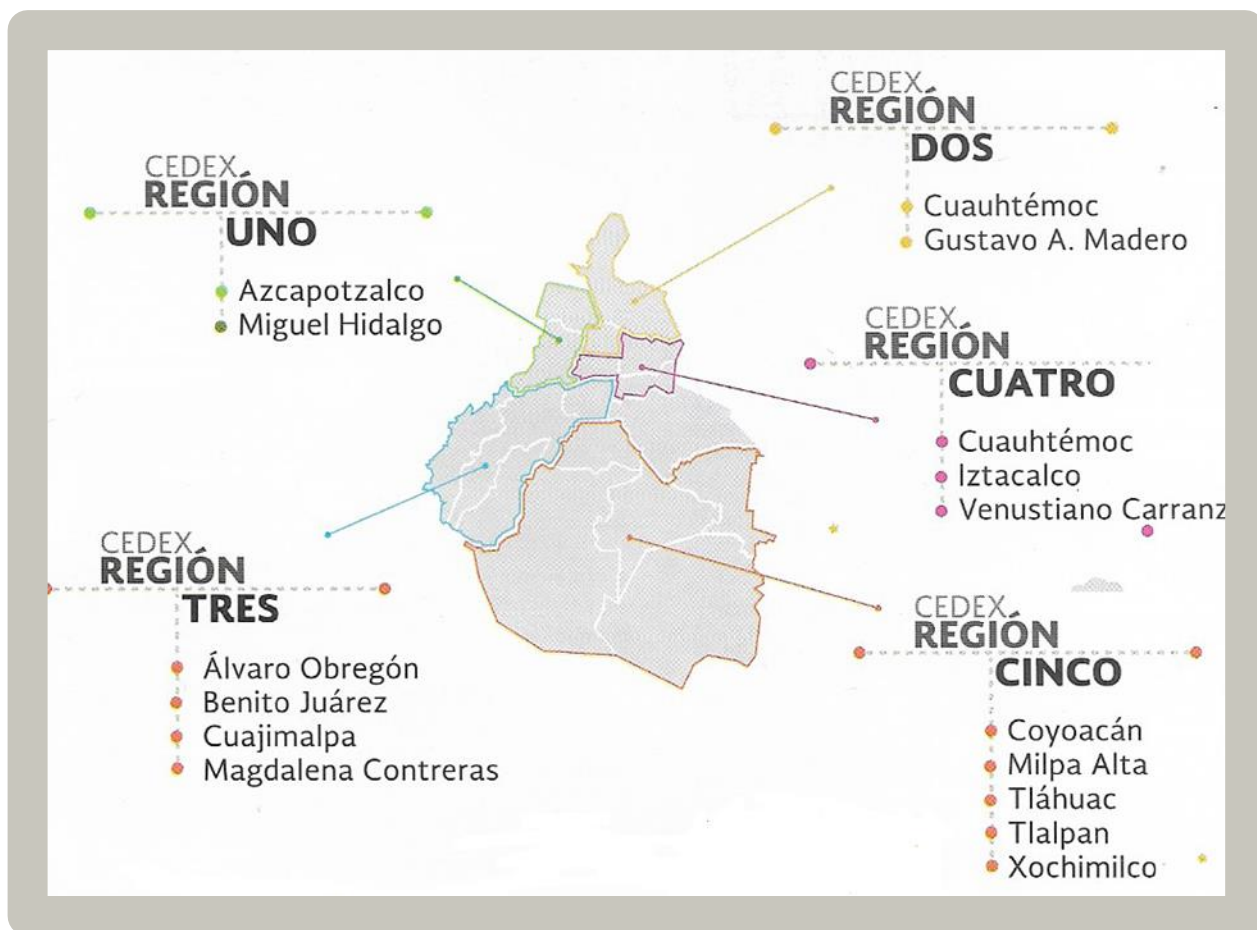 CEDEX
REGIÓN
UNO
Azcapotzalco
Miguel Hidalgo
CEDEX
REGIÓN
DOS
Cuauhtémoc
Gustavo A. Madero
CEDEX
REGIÓN
TRES
Álvaro Obregón
Benito Juárez
Cuajimalpa
Magdalena Contreras
CEDEX
REGIÓN
CUATRO
Cuauhtémoc
Iztacalco
Venustiano Carranz
CEDEX
REGIÓN
CINCO
Coyoacán
Milpa Alta
Tláhuac
Tlalpan
Xochimilco